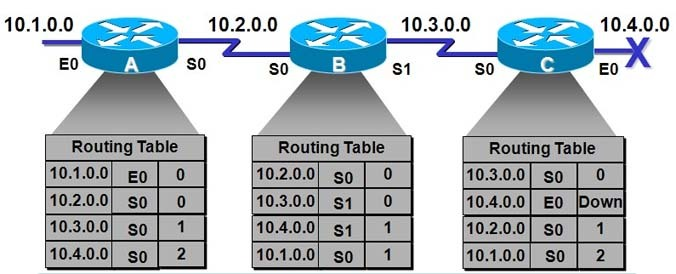 10.1.0.0 10.2.0.0 10.3.0.0 10.4.0.0
E0 A S0 S0 B S1 S0 C E0 X
Routing Table
10.1.0.0 E0 0
10.2.0.0 S0 0
10.3.0.0 S0 1
10.4.0.0 S0 2
Routing Table
10.2.0.0 S0 0
10.3.0.0 S1 0
10.4.0.0 S1 1
10.1.0.0 S0 1
Routing Table
10.3.0.0 S0 0
10.4.0.0 E0 Down
10.2.0.0 S0 1
10.1.0.0 S0 2